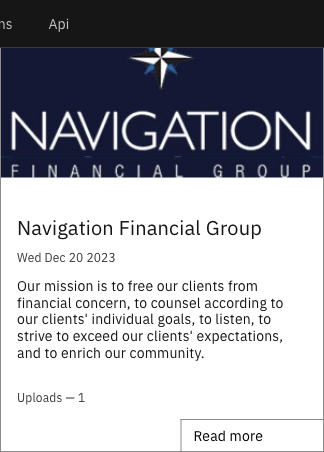 Api
NAVIGATION
FINANCIAL GROUP
Navigation Financial Group
Wed Dec 20 2023
Our mission is to free our clients from
financial concern, to counsel according to
our clients' individual goals, to listen, to
strive to exceed our clients' expectations,
and to enrich our community.
Uploads — 1
Read more